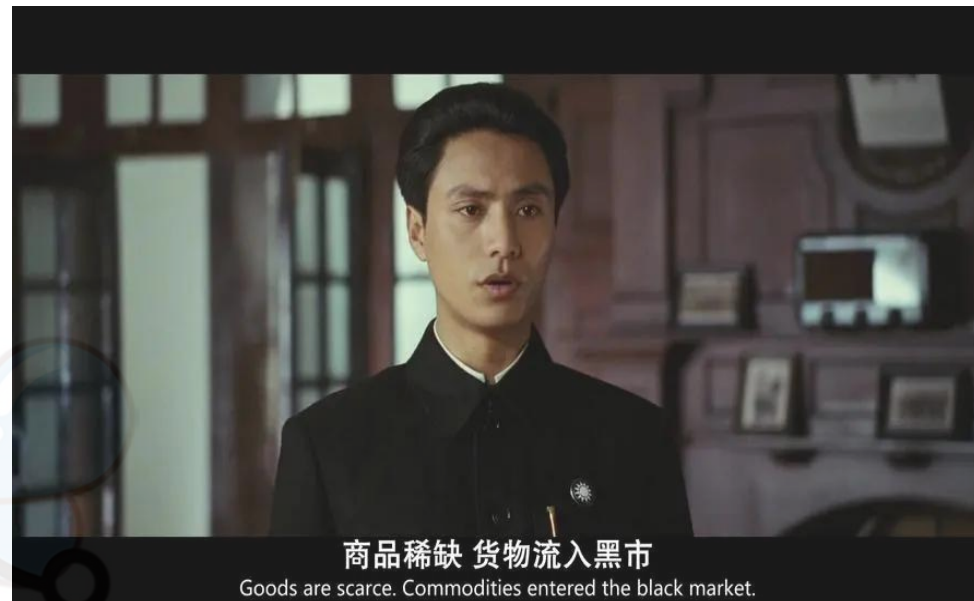 商品稀缺 货物流入黑市
Goods are scarce. Commodities entered the black market.